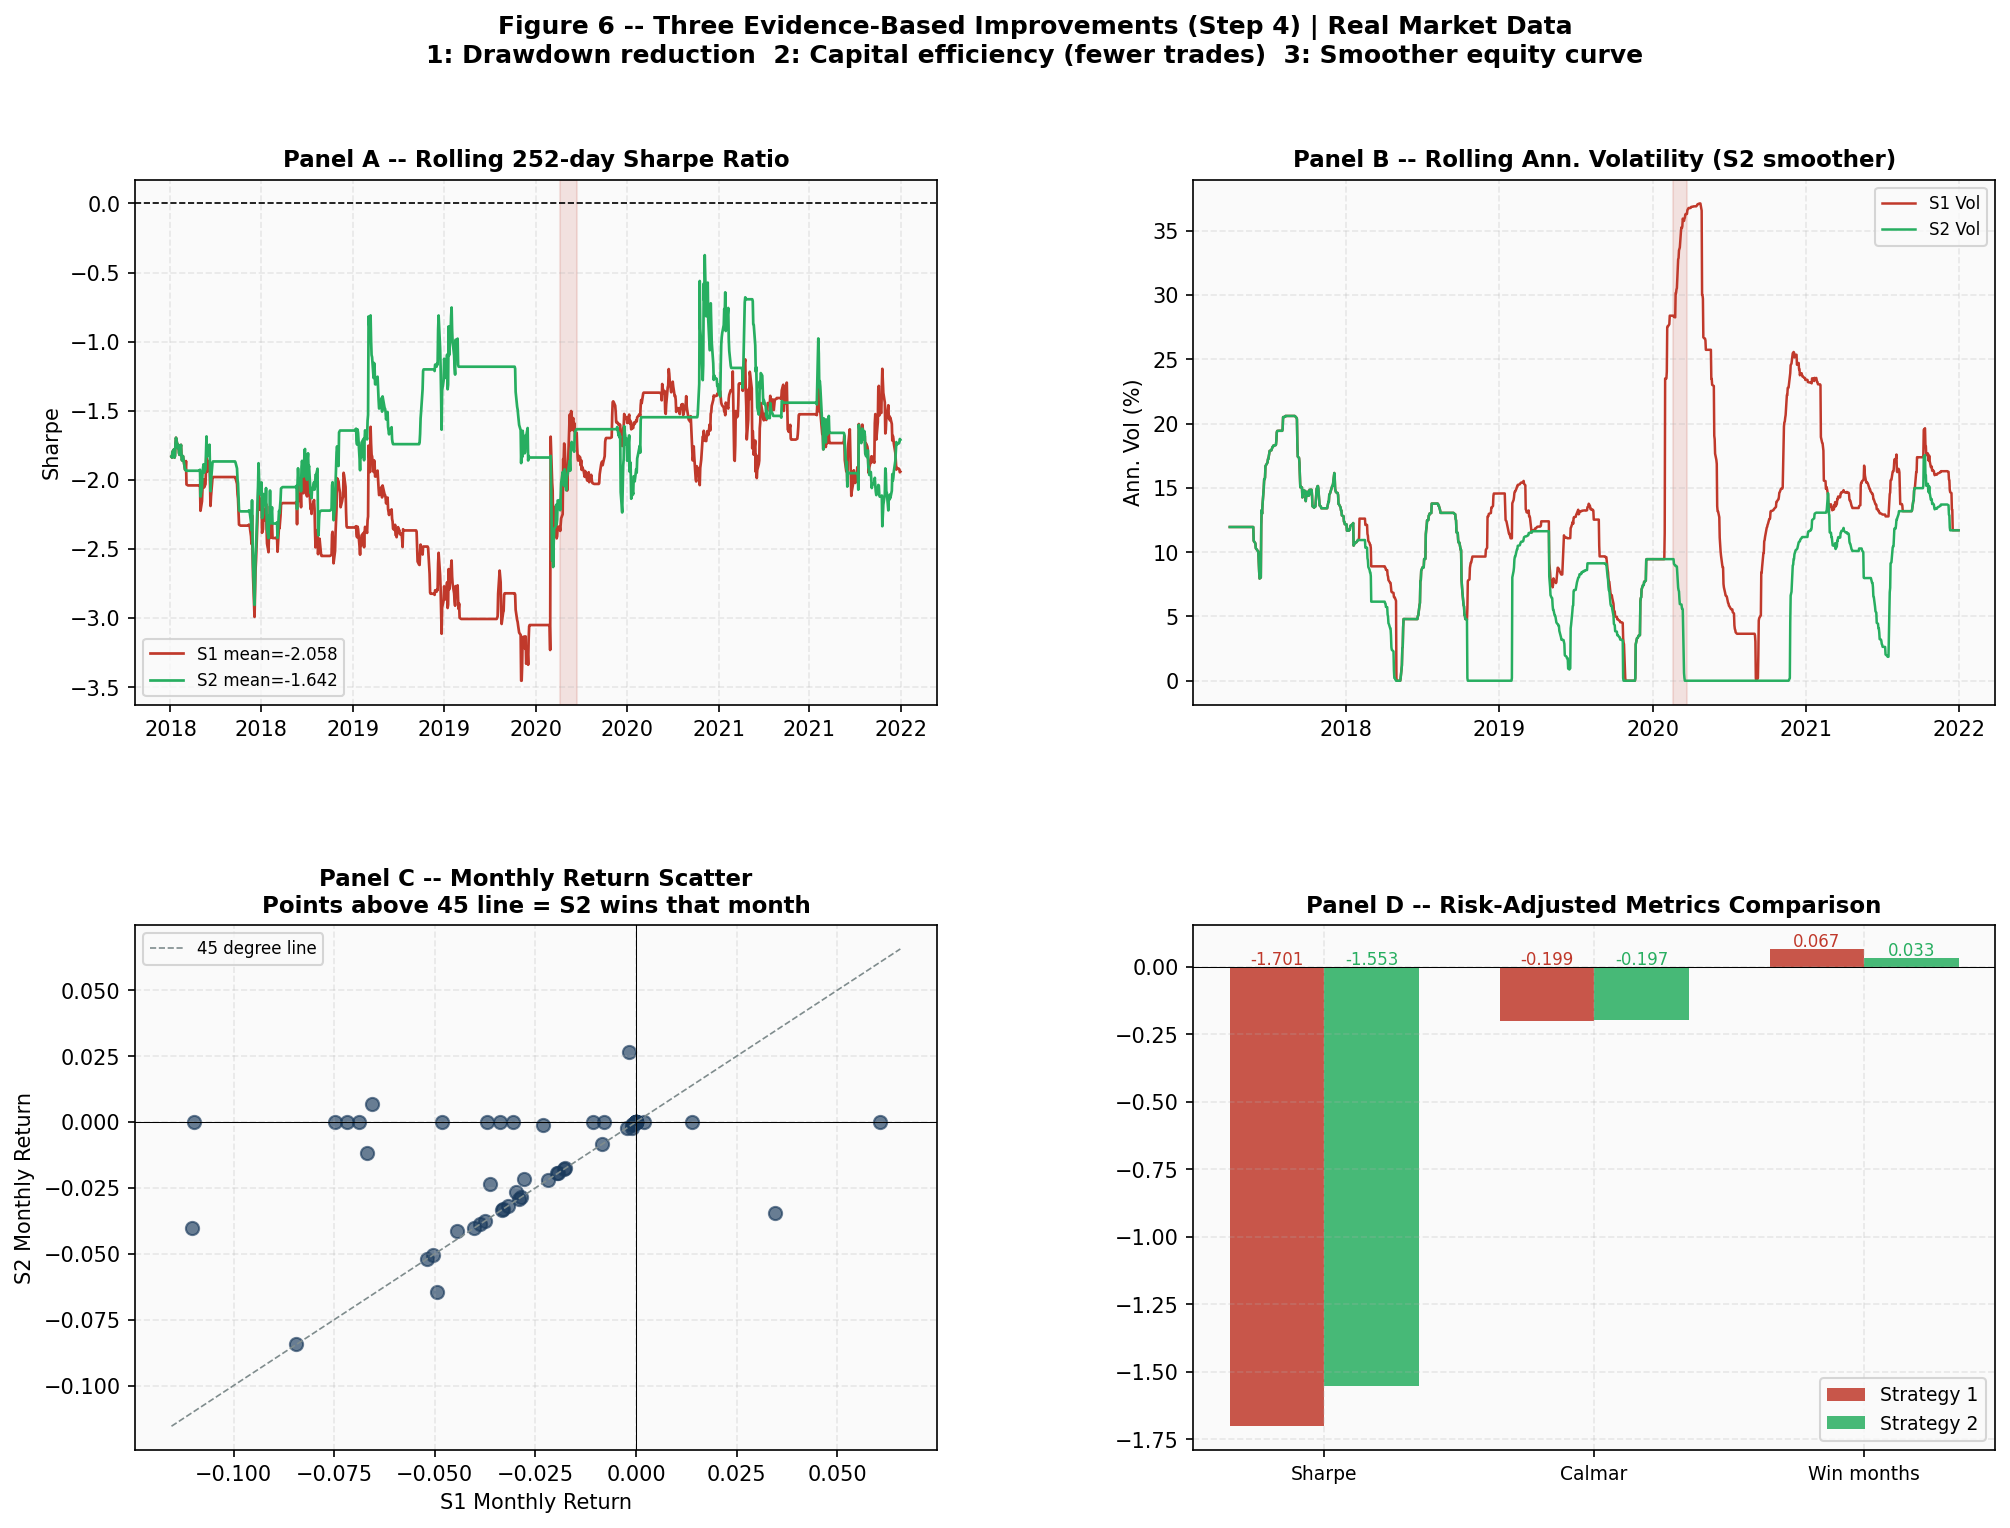 Figure 6 -- Three Evidence-Based Improvements (Step 4) | Real Market Data
1: Drawdown reduction  2: Capital efficiency (fewer trades)  3: Smoother equity curve
Panel A -- Rolling 252-day Sharpe Ratio
0.0
−0.5
−1.0
−1.5
−2.0
−2.5
−3.0
−3.5
Sharpe
S1 mean=-2.058
S2 mean=-1.642
2018 2018 2019 2019 2020 2020 2021 2021 2022
Panel B -- Rolling Ann. Volatility (S2 smoother)
35
30
25
20
15
10
5
0
Ann. Vol (%)
S1 Vol
S2 Vol
2018 2019 2020 2021 2022
Panel C -- Monthly Return Scatter
Points above 45 line = S2 wins that month
45 degree line
0.050
0.025
0.000
−0.025
−0.050
−0.075
−0.100
S2 Monthly Return
−0.100 −0.075 −0.050 −0.025 0.000 0.025 0.050
S1 Monthly Return
Panel D -- Risk-Adjusted Metrics Comparison
-1.701 -1.553 -0.199 -0.197 0.067 0.033
0.00
−0.25
−0.50
−0.75
−1.00
−1.25
−1.50
−1.75
Strategy 1
Strategy 2
Sharpe Calmar Win months